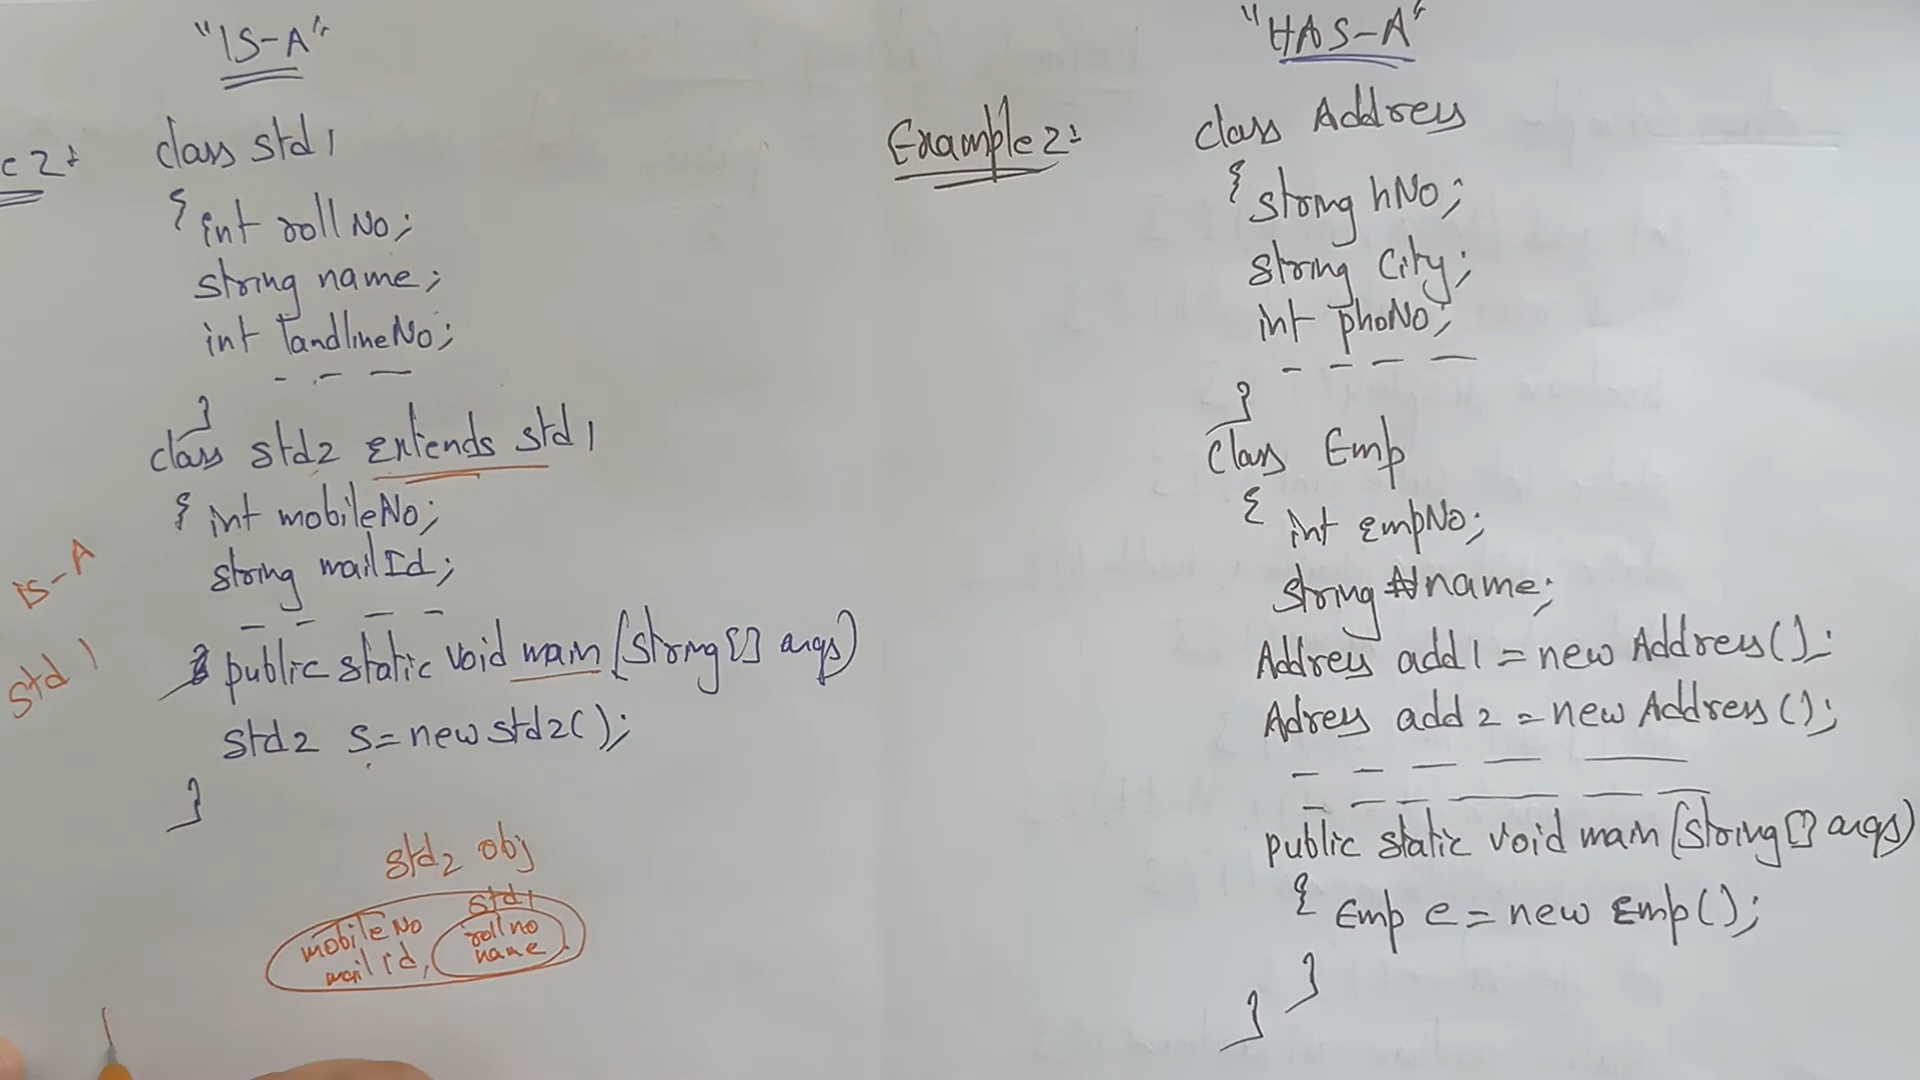 "IS-A"
e 2:
class std1
{ int rollNo;
string name;
int landlineNo;
}
class std2 extends std1
{ int mobileNo;
string mailId;
IS-A
std1
public static void main (string[] args)
std2 s = new std2();
}
std2 obj
std1
mobileNo
mail id,
rollno
name
"HAS-A"
Example 2:
class Address
{ string hNo;
string City;
int phoNo;
}
Class Emp
{
int empNo;
string name;
Address add1 = new Address();
Adress add2 = new Address();
public static void main (string[] args)
{ Emp e = new Emp();
}
}